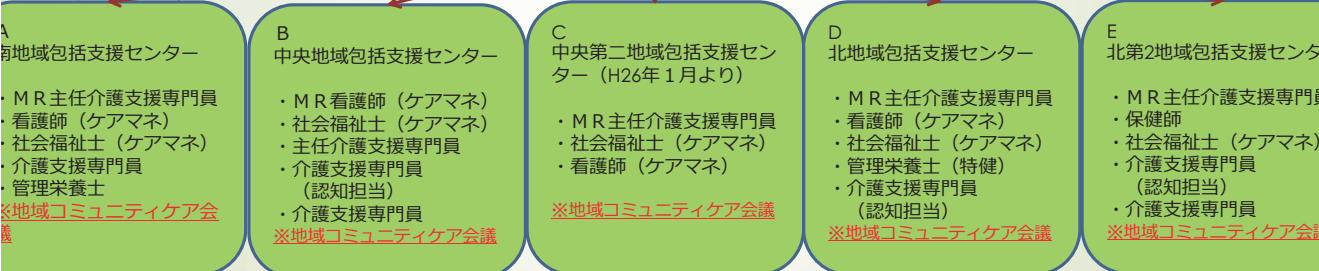 A
南地域包括支援センター
・ＭＲ主任介護支援専門員
・看護師（ケアマネ）
・社会福祉士（ケアマネ）
・介護支援専門員
・管理栄養士
※地域コミュニティケア会
議
B
中央地域包括支援センター
・ＭＲ看護師（ケアマネ）
・社会福祉士（ケアマネ）
・主任介護支援専門員
・介護支援専門員
（認知担当）
・介護支援専門員
※地域コミュニティケア会議
C
中央第二地域包括支援セン
ター（H26年１月より）
・ＭＲ主任介護支援専門員
・社会福祉士（ケアマネ）
・看護師（ケアマネ）
※地域コミュニティケア会議
D
北地域包括支援センター
・ＭＲ主任介護支援専門員
・看護師（ケアマネ）
・社会福祉士（ケアマネ）
・管理栄養士（特健）
・介護支援専門員
（認知担当）
※地域コミュニティケア会議
E
北第2地域包括支援センタ
・ＭＲ主任介護支援専門員
・保健師
・社会福祉士（ケアマネ）
・介護支援専門員
（認知担当）
・介護支援専門員
※地域コミュニティケア会議